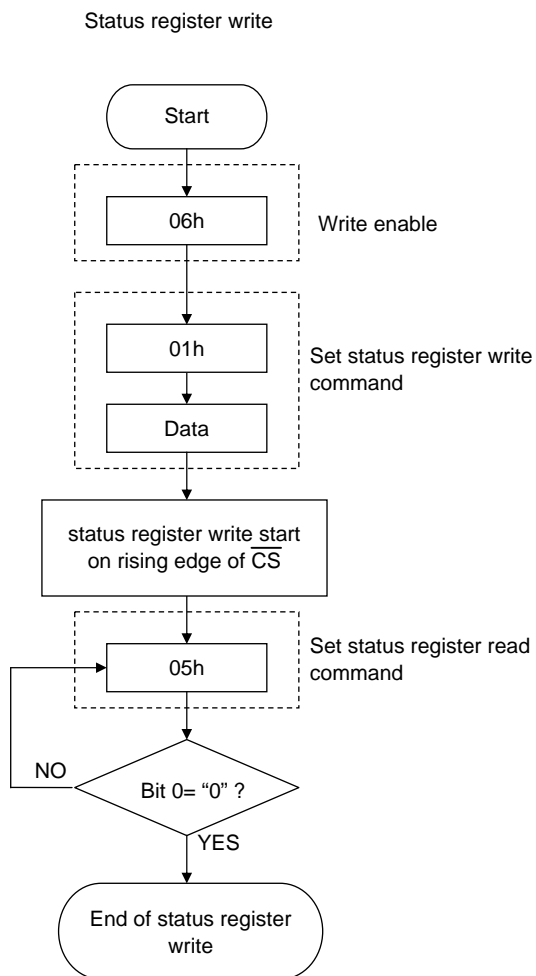 Status register write
Start
06h
Write enable
01h
Set status register write
command
Data
status register write start
on rising edge of C̅S̅
05h
Set status register read
command
NO
Bit 0= “0” ?
YES
End of status register
write